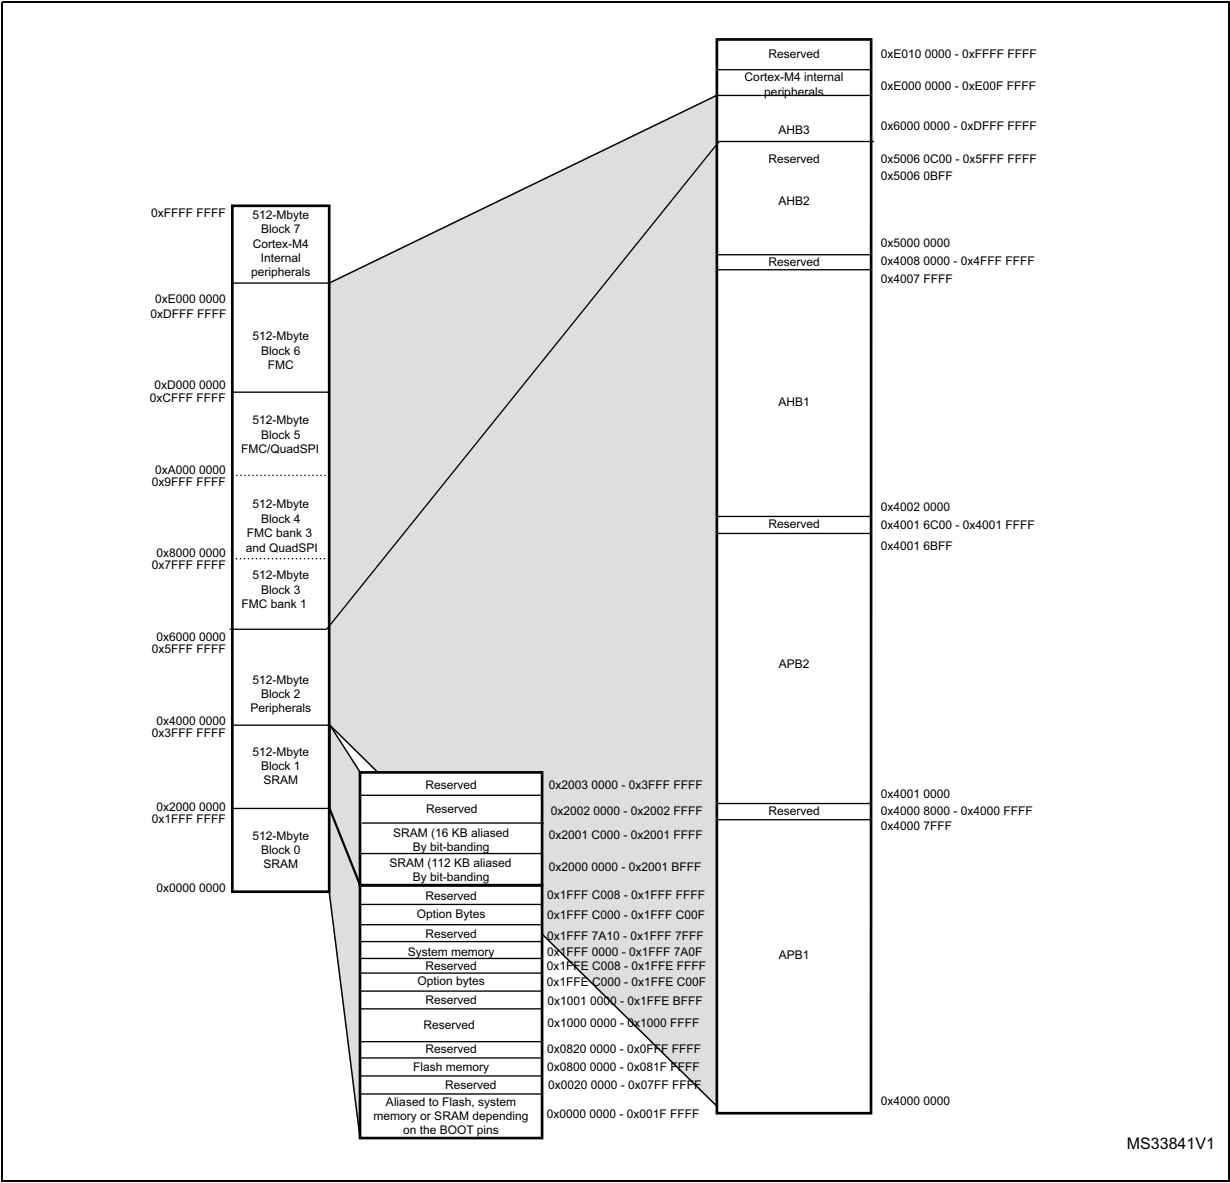 0xFFFF FFFF
512-Mbyte
Block 7
Cortex-M4
Internal
peripherals
0xE000 0000
0xDFFF FFFF
512-Mbyte
Block 6
FMC
0xD000 0000
0xCFFF FFFF
512-Mbyte
Block 5
FMC/QuadSPI
0xA000 0000
0x9FFF FFFF
512-Mbyte
Block 4
FMC bank 3
and QuadSPI
0x8000 0000
0x7FFF FFFF
512-Mbyte
Block 3
FMC bank 1
0x6000 0000
0x5FFF FFFF
512-Mbyte
Block 2
Peripherals
0x4000 0000
0x3FFF FFFF
512-Mbyte
Block 1
SRAM
0x2000 0000
0x1FFF FFFF
512-Mbyte
Block 0
SRAM
0x0000 0000
Reserved 0x2003 0000 - 0x3FFF FFFF
Reserved 0x2002 0000 - 0x2002 FFFF
SRAM (16 KB aliased
By bit-banding
0x2001 C000 - 0x2001 FFFF
SRAM (112 KB aliased
By bit-banding
0x2000 0000 - 0x2001 BFFF
Reserved 0x1FFF C008 - 0x1FFF FFFF
Option Bytes 0x1FFF C000 - 0x1FFF C00F
Reserved 0x1FFF 7A10 - 0x1FFF 7FFF
System memory 0x1FFF 0000 - 0x1FFF 7A0F
Reserved 0x1FFE C008 - 0x1FFE FFFF
Option bytes 0x1FFE C000 - 0x1FFE C00F
Reserved 0x1001 0000 - 0x1FFE BFFF
Reserved 0x1000 0000 - 0x1000 FFFF
Reserved 0x0820 0000 - 0x0FFF FFFF
Flash memory 0x0800 0000 - 0x081F FFFF
Reserved 0x0020 0000 - 0x07FF FFFF
Aliased to Flash, system
memory or SRAM depending
on the BOOT pins
0x0000 0000 - 0x001F FFFF
Reserved 0xE010 0000 - 0xFFFF FFFF
Cortex-M4 internal
peripherals
0xE000 0000 - 0xE00F FFFF
AHB3 0x6000 0000 - 0xDFFF FFFF
Reserved 0x5006 0C00 - 0x5FFF FFFF
0x5006 0BFF
AHB2
0x5000 0000
Reserved 0x4008 0000 - 0x4FFF FFFF
0x4007 FFFF
AHB1
0x4002 0000
Reserved 0x4001 6C00 - 0x4001 FFFF
0x4001 6BFF
APB2
0x4001 0000
Reserved 0x4000 8000 - 0x4000 FFFF
0x4000 7FFF
APB1
0x4000 0000
MS33841V1